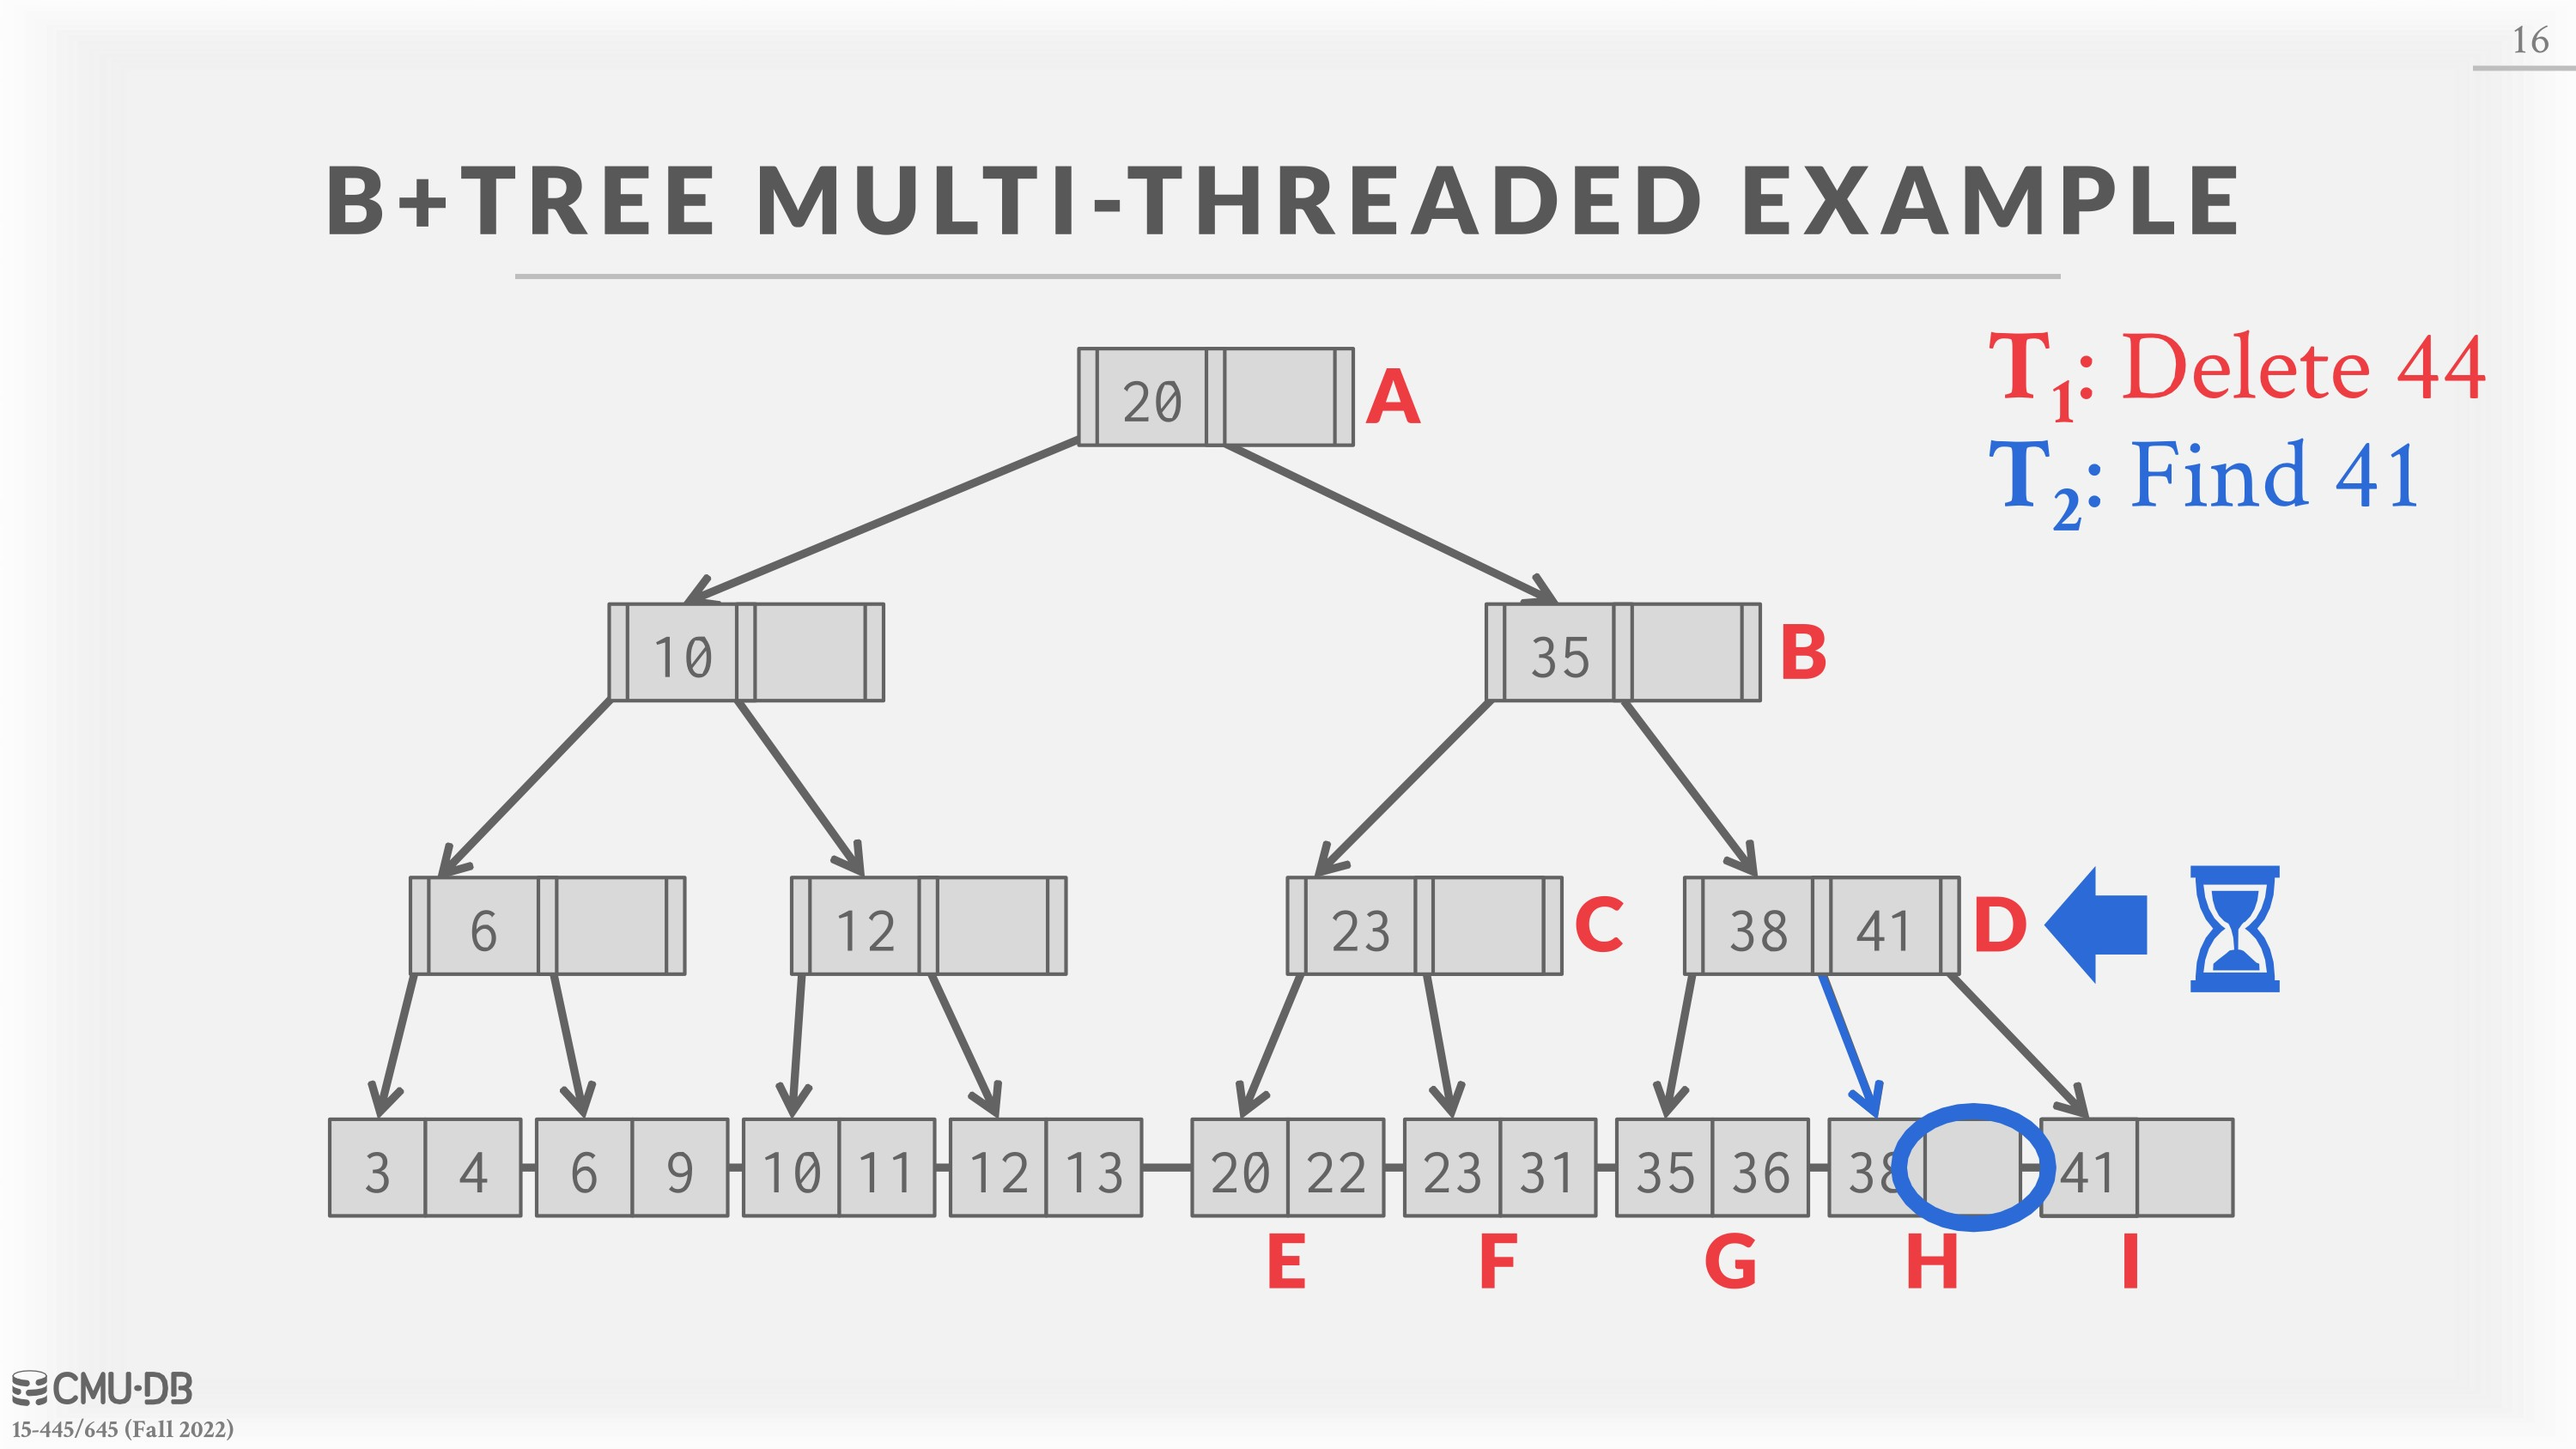 16
B+TREE MULTI-THREADED EXAMPLE
T1: Delete 44
T2: Find 41
20 A
10 35 B
6 12 23 C 38 41 D
3 4 6 9 10 11 12 13 20 22 23 31 35 36 38 41
E F G H I
CMU·DB
15-445/645 (Fall 2022)